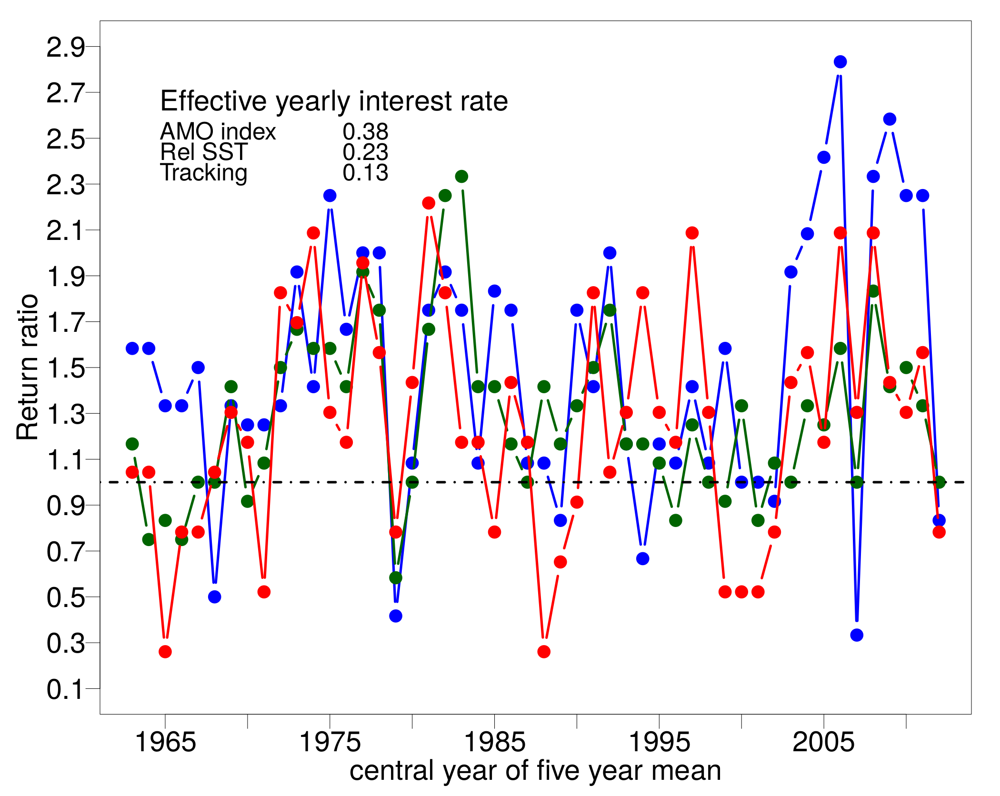 2.9
2.7
2.5
2.3
2.1
1.9
1.7
1.5
1.3
1.1
0.9
0.7
0.5
0.3
0.1
Return ratio
Effective yearly interest rate
AMO index 0.38
Rel SST 0.23
Tracking 0.13
1965 1975 1985 1995 2005
central year of five year mean